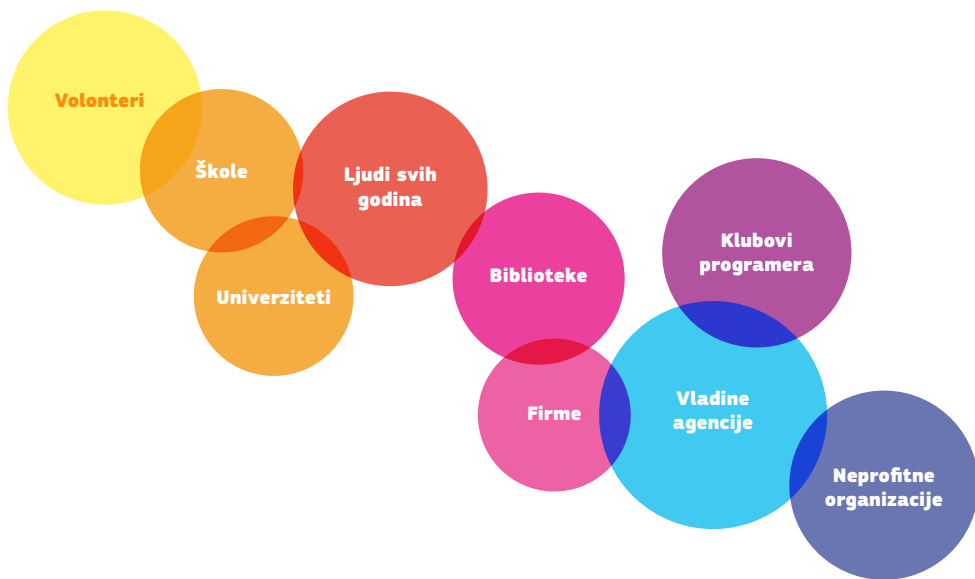 Volonteri
Škole
Ljudi svih
godina
Univerziteti
Biblioteke
Klubovi
programera
Firme
Vladine
agencije
Neprofitne
organizacije